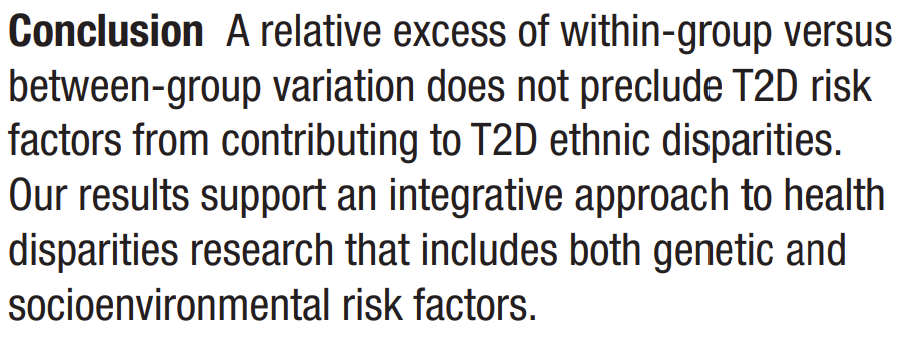 Conclusion A relative excess of within-group versus
between-group variation does not preclude T2D risk
factors from contributing to T2D ethnic disparities.
Our results support an integrative approach to health
disparities research that includes both genetic and
socioenvironmental risk factors.